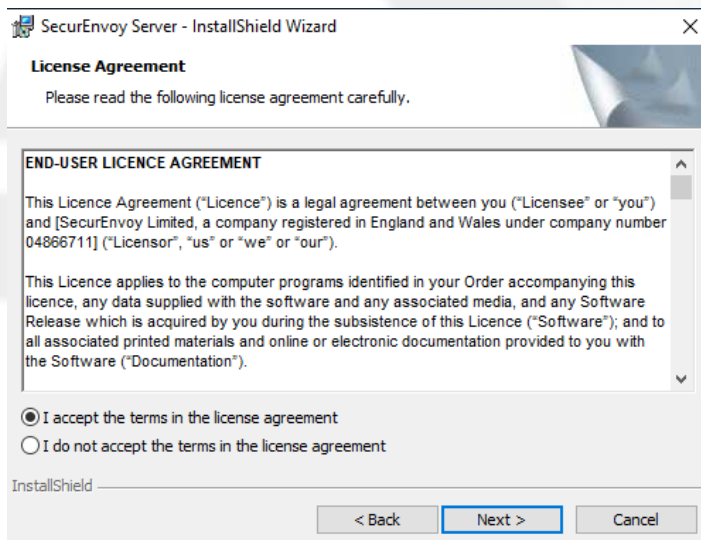 SecurEnvoy Server - InstallShield Wizard
License Agreement
Please read the following license agreement carefully.
END-USER LICENCE AGREEMENT
This Licence Agreement (“Licence”) is a legal agreement between you (“Licensee” or “you”)
and [SecurEnvoy Limited, a company registered in England and Wales under company number
04866711] (“Licensor”, “us” or “we” or “our”).
This Licence applies to the computer programs identified in your Order accompanying this
licence, any data supplied with the software and any associated media, and any Software
Release which is acquired by you during the subsistence of this Licence (“Software”); and to
all associated printed materials and online or electronic documentation provided to you with
the Software (“Documentation”).
I accept the terms in the license agreement
I do not accept the terms in the license agreement
InstallShield
< Back Next > Cancel